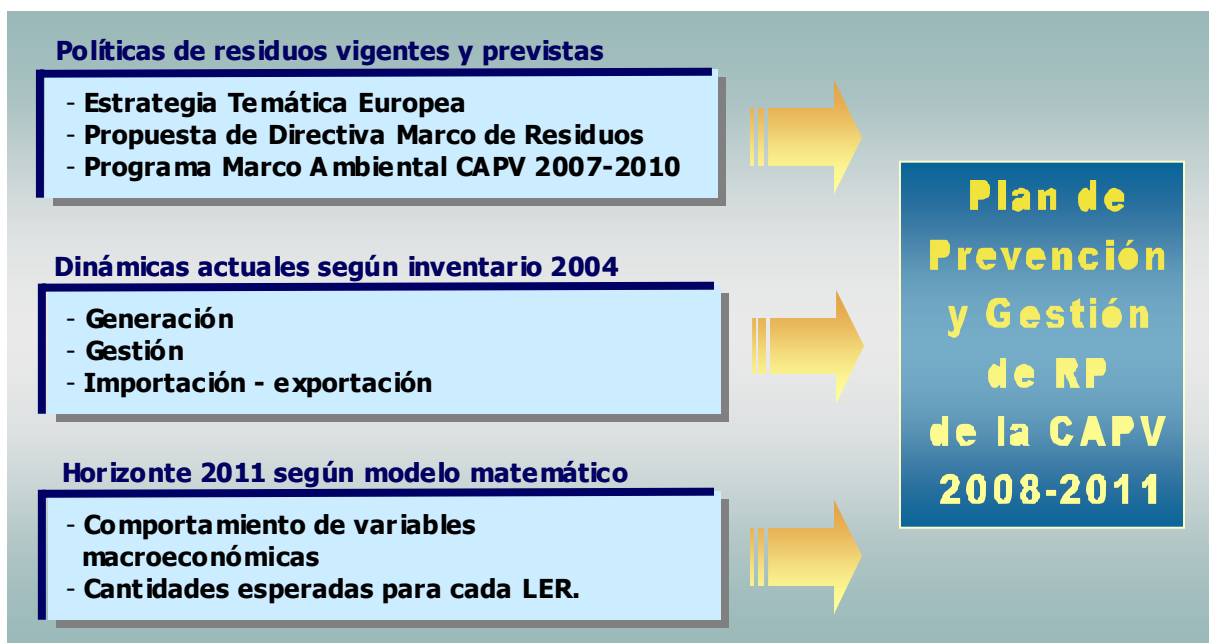 Políticas de residuos vigentes y previstas
- Estrategia Temática Europea
- Propuesta de Directiva Marco de Residuos
- Programa Marco Ambiental CAPV 2007-2010
Dinámicas actuales según inventario 2004
- Generación
- Gestión
- Importación - exportación
Horizonte 2011 según modelo matemático
- Comportamiento de variables
macroeconómicas
- Cantidades esperadas para cada LER.
Plan de
Prevención
y Gestión
de RP
de la CAPV
2008-2011